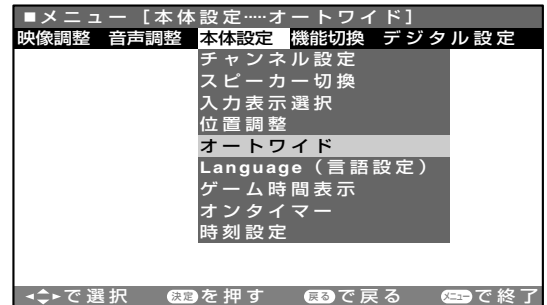 ■メニュー [本体設定……オートワイド]
映像調整 音声調整 本体設定 機能切換 デジタル設定
チャンネル設定
スピーカー切換
入力表示選択
位置調整
オートワイド
Language(言語設定)
ゲーム時間表示
オンタイマー
時刻設定
で選択 決定を押す 戻るで戻る メニューで終了